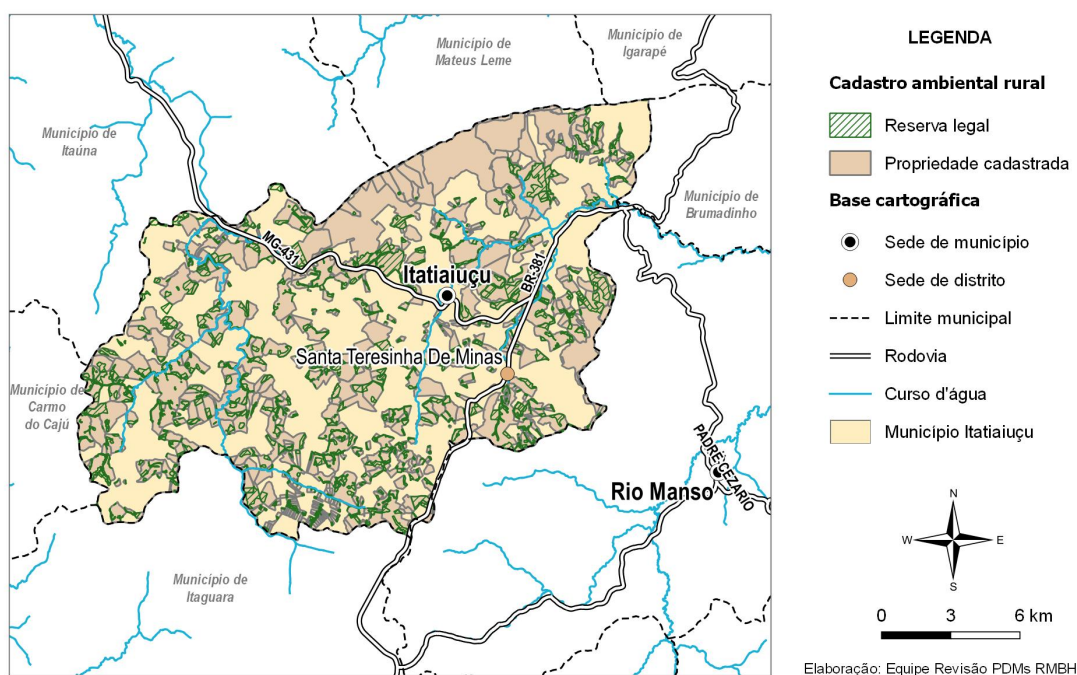 Município de
Mateus Leme
Município de
Igarapé
Município de
Itaúna
Município de
Brumadinho
MG-431
BR-381
Itatiaiuçu
Santa Teresinha De Minas
Município de
Carmo
do Cajú
PADRE CEZARIO
Rio Manso
Município de
Itaguara
LEGENDA
Cadastro ambiental rural
Reserva legal
Propriedade cadastrada
Base cartográfica
Sede de município
Sede de distrito
Limite municipal
Rodovia
Curso d'água
Município Itatiaiuçu
N
W
E
S
0 3 6 km
Elaboração: Equipe Revisão PDMs RMBH